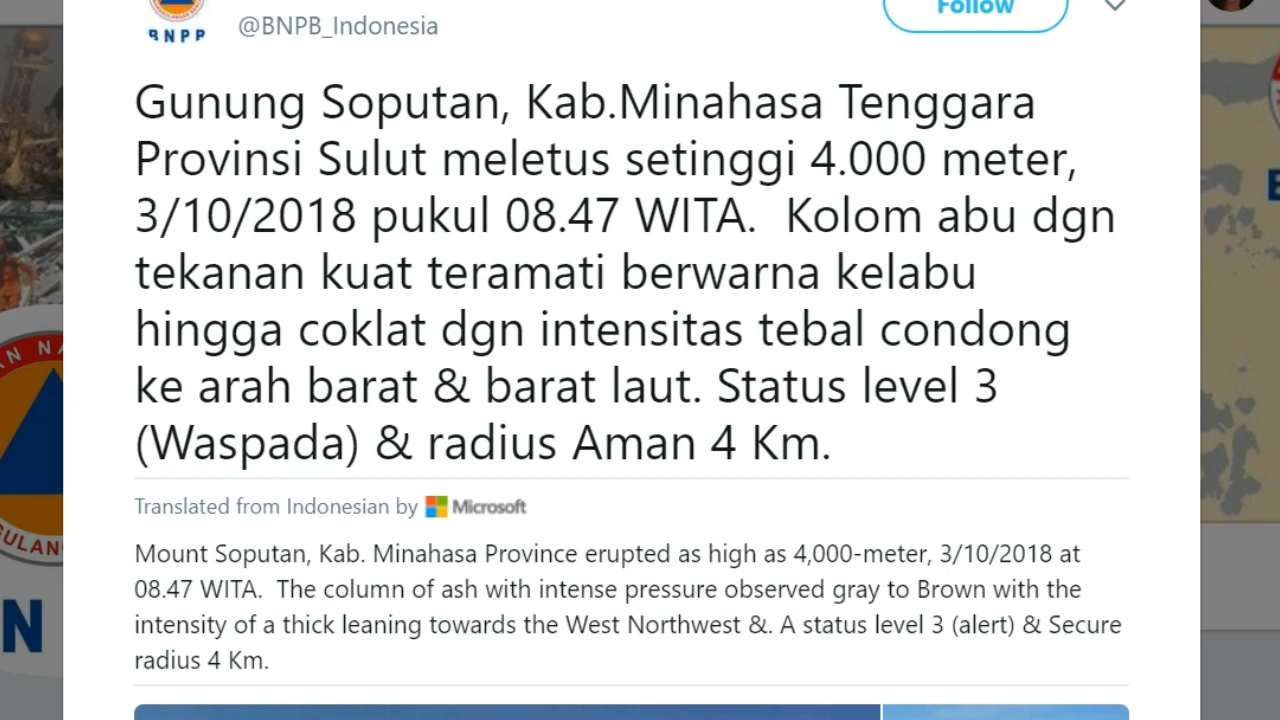 Follow
BNPP
@BNPB_Indonesia
Gunung Soputan, Kab.Minahasa Tenggara
Provinsi Sulut meletus setinggi 4.000 meter,
3/10/2018 pukul 08.47 WITA.  Kolom abu dgn
tekanan kuat teramati berwarna kelabu
hingga coklat dgn intensitas tebal condong
ke arah barat & barat laut. Status level 3
(Waspada) & radius Aman 4 Km.
Translated from Indonesian by Microsoft
Mount Soputan, Kab. Minahasa Province erupted as high as 4,000-meter, 3/10/2018 at
08.47 WITA.  The column of ash with intense pressure observed gray to Brown with the
intensity of a thick leaning towards the West Northwest &. A status level 3 (alert) & Secure
radius 4 Km.